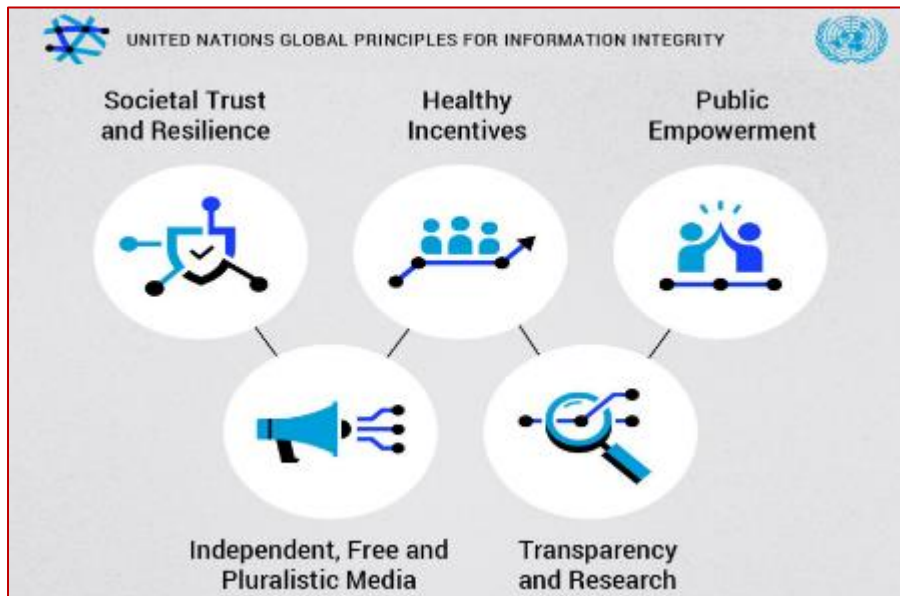 UNITED NATIONS GLOBAL PRINCIPLES FOR INFORMATION INTEGRITY
Societal Trust
and Resilience
Healthy
Incentives
Public
Empowerment
Independent, Free and
Pluralistic Media
Transparency
and Research